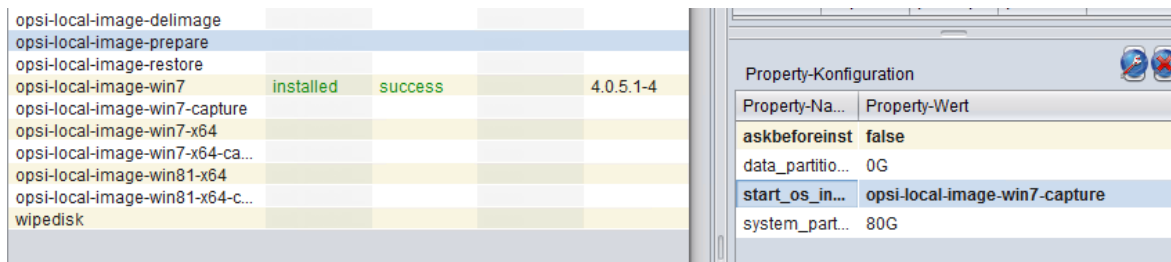 opsi-local-image-delimage
opsi-local-image-prepare
opsi-local-image-restore
opsi-local-image-win7 installed success 4.0.5.1-4
opsi-local-image-win7-capture
opsi-local-image-win7-x64
opsi-local-image-win7-x64-ca...
opsi-local-image-win81-x64
opsi-local-image-win81-x64-c...
wipedisk
Property-Konfiguration
Property-Na... Property-Wert
askbeforeinst false
data_partitio... 0G
start_os_in... opsi-local-image-win7-capture
system_part... 80G